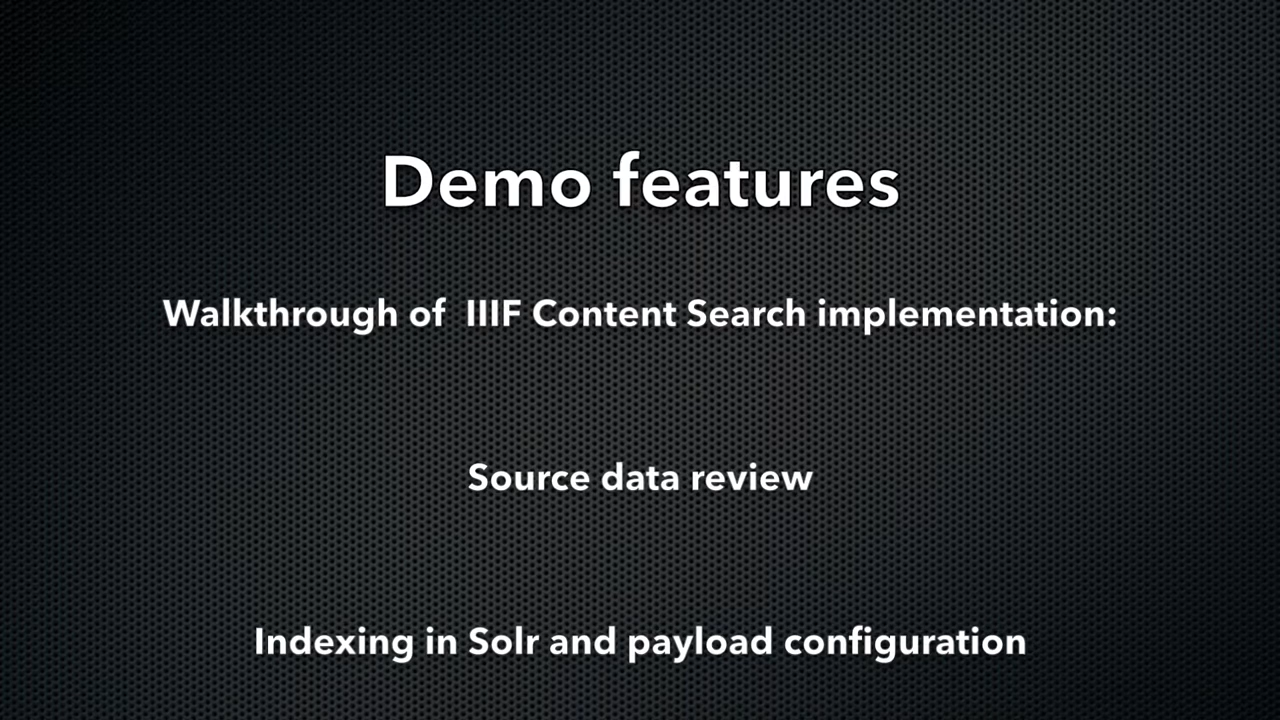 Demo features
Walkthrough of  IIIF Content Search implementation:
Source data review
Indexing in Solr and payload configuration